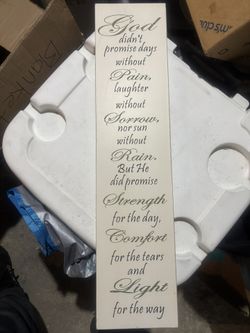 God
didn't
promise days
without
Pain,
laughter
without
Sorrow,
nor sun
without
Rain.
But He
did promise
Strength
for the day,
Comfort
for the tears
and
Light
for the way